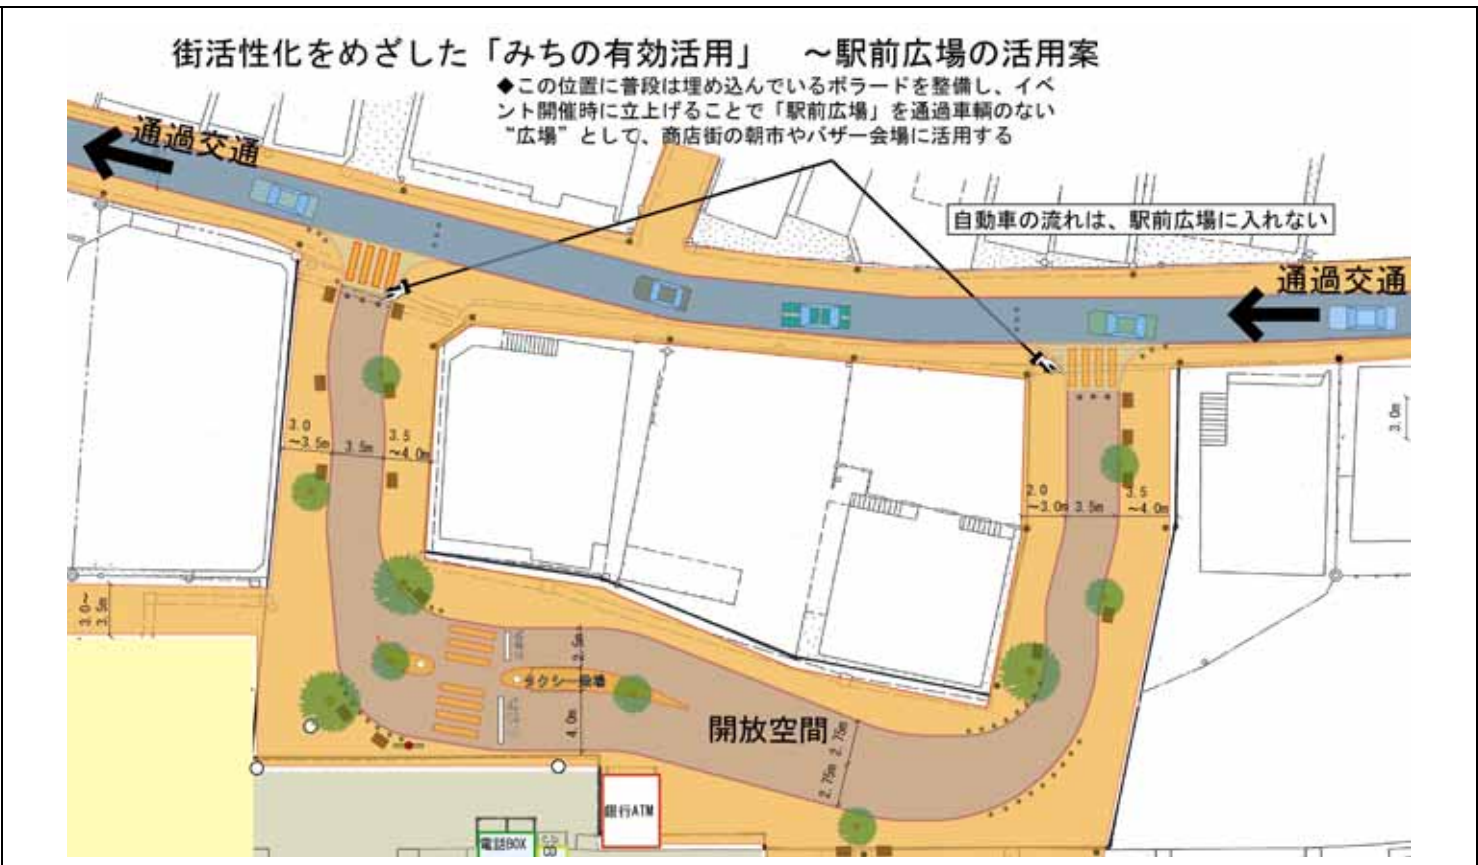 街活性化をめざした「みちの有効活用」　～駅前広場の活用案
◆この位置に普段は埋め込んでいるボラードを整備し、イベ
ント開催時に立上げることで「駅前広場」を通過車輌のない
“広場”として、商店街の朝市やバザー会場に活用する
通過交通
自動車の流れは、駅前広場に入れない
通過交通
3.0
～3.5m
3.5m
3.5
～4.0m
2.0
～3.0m
3.5m
3.5
～4.0m
3.0m
3.0～
3.5m
2.5m
4.0m
開放空間
2.75m
2.75m
銀行ATM
電話BOX